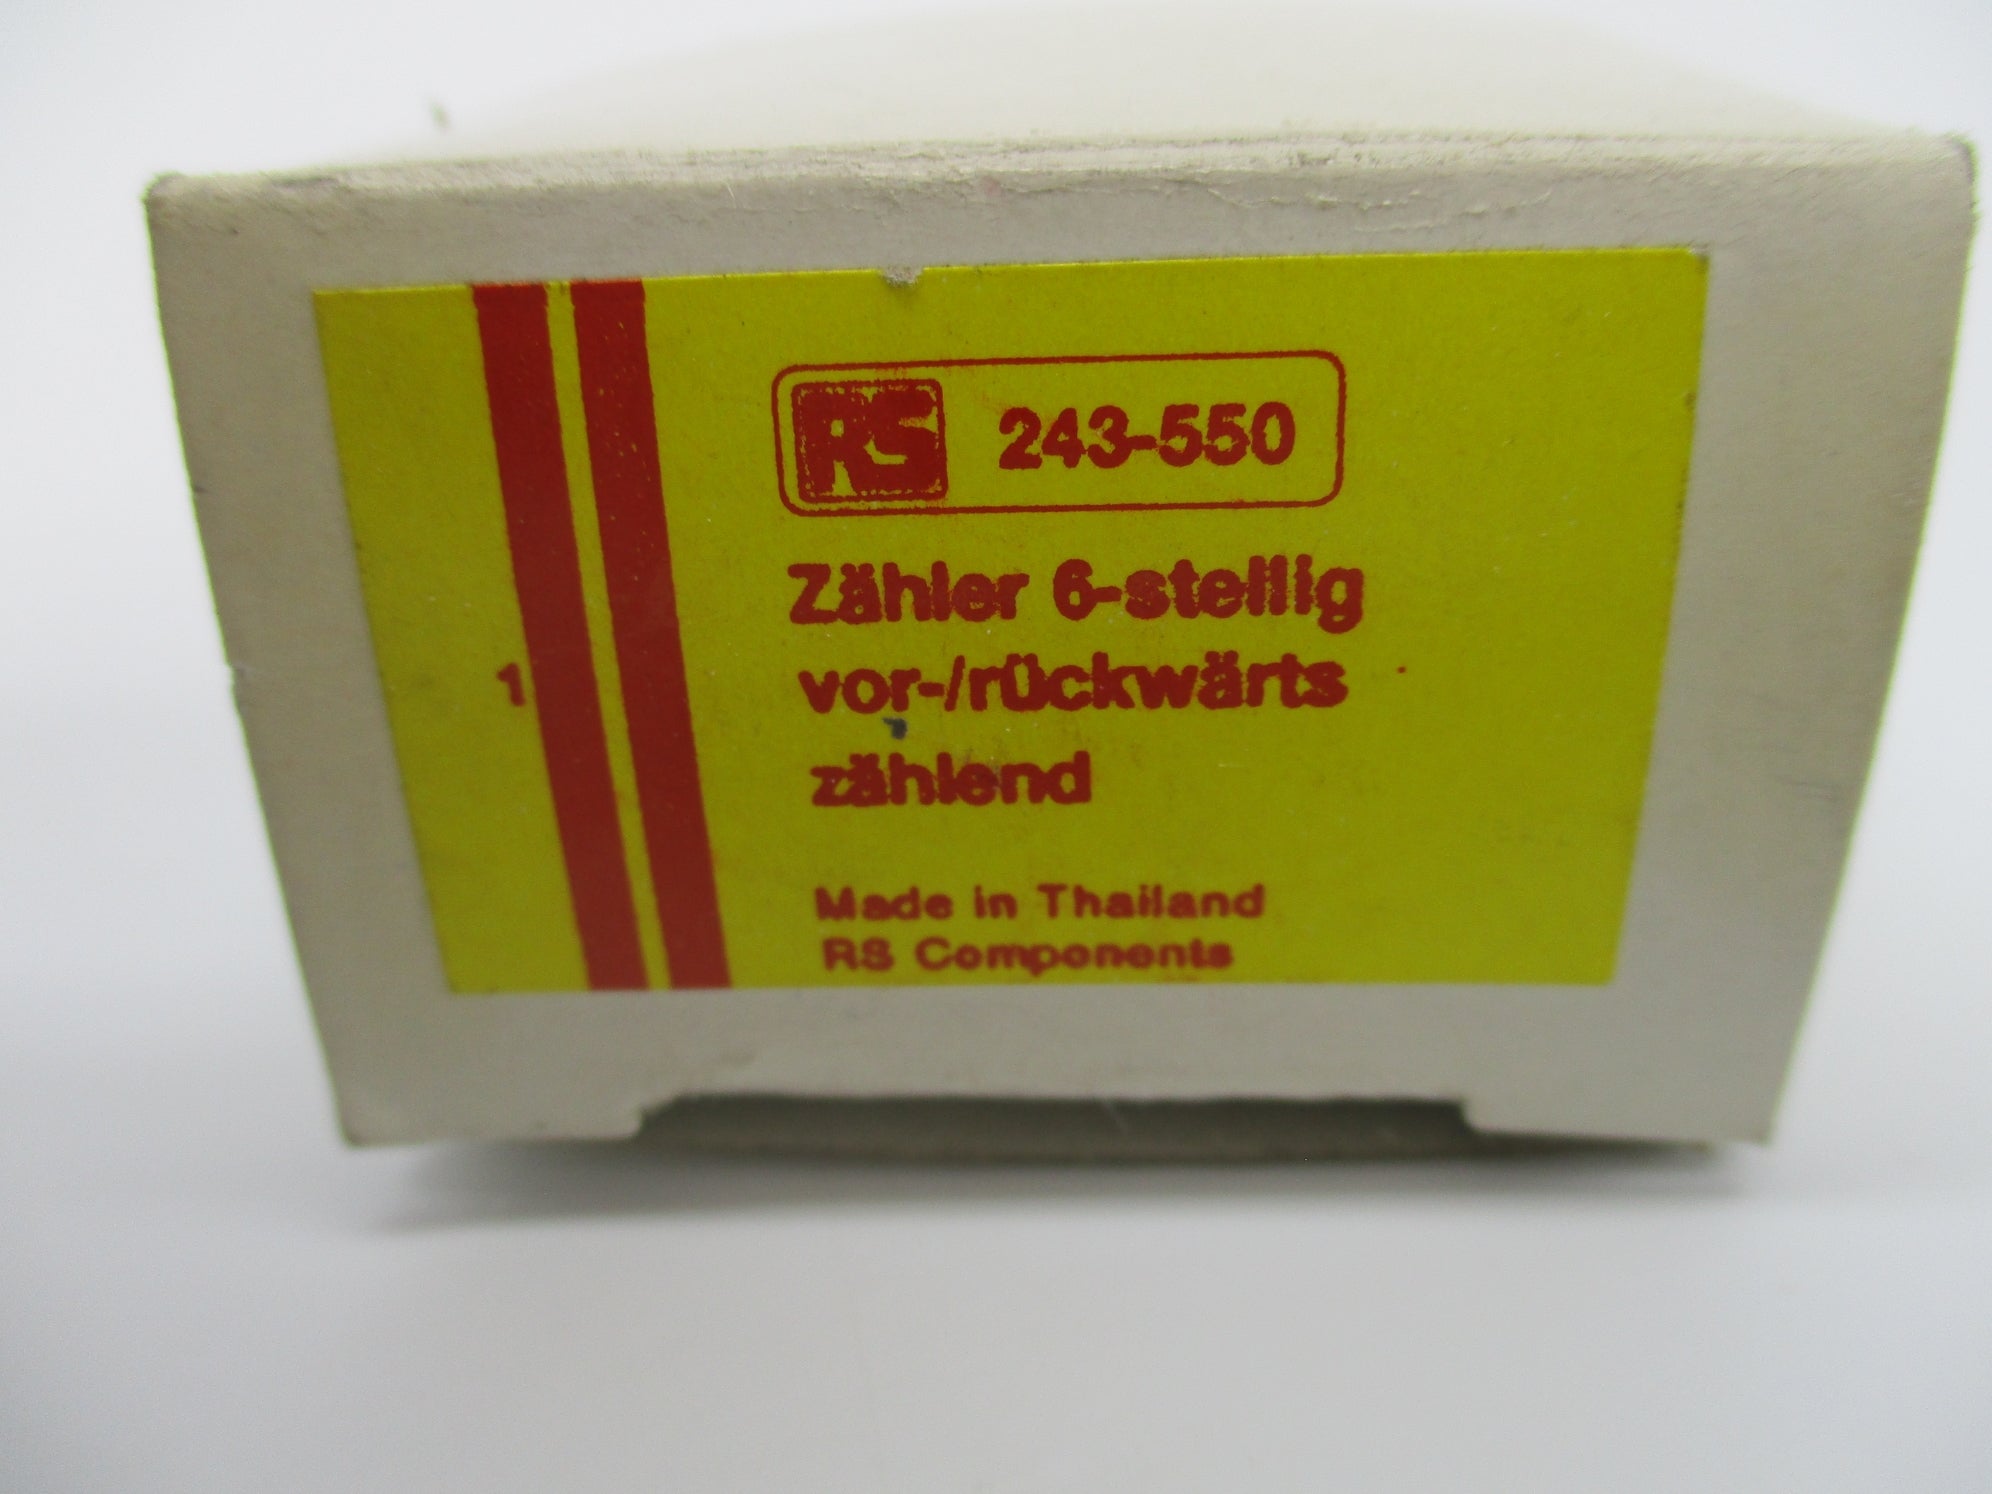 RS 243-550
Zähler 6-stellig
1 vor-/rückwärts
zählend
Made in Thailand
RS Components